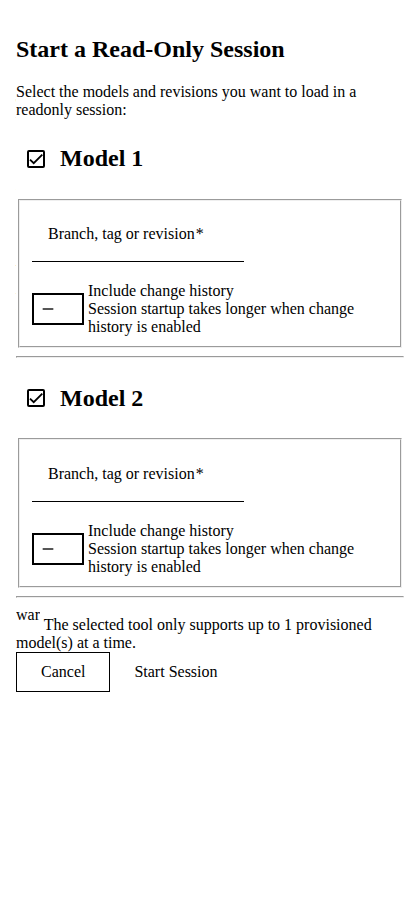 Start a Read-Only Session
Select the models and revisions you want to load in a
readonly session:
Model 1
Branch, tag or revision*
Include change history
Session startup takes longer when change
history is enabled
Model 2
Branch, tag or revision*
Include change history
Session startup takes longer when change
history is enabled
war The selected tool only supports up to 1 provisioned
model(s) at a time.
Cancel Start Session